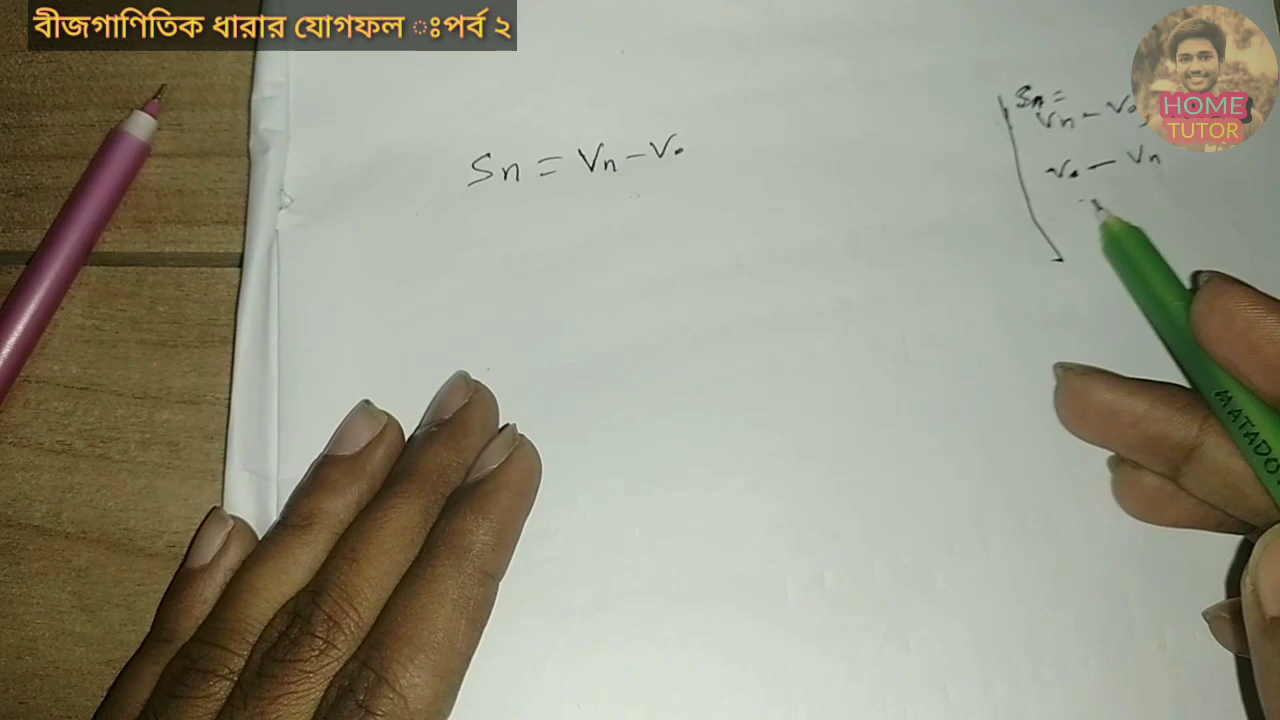 বীজগাণিতিক ধারার যোগফল ঃপর্ব ২
HOME
TUTOR
Sn =
Vn - V₀
Sn = Vn - V₀
V₀ - Vn
MATADO